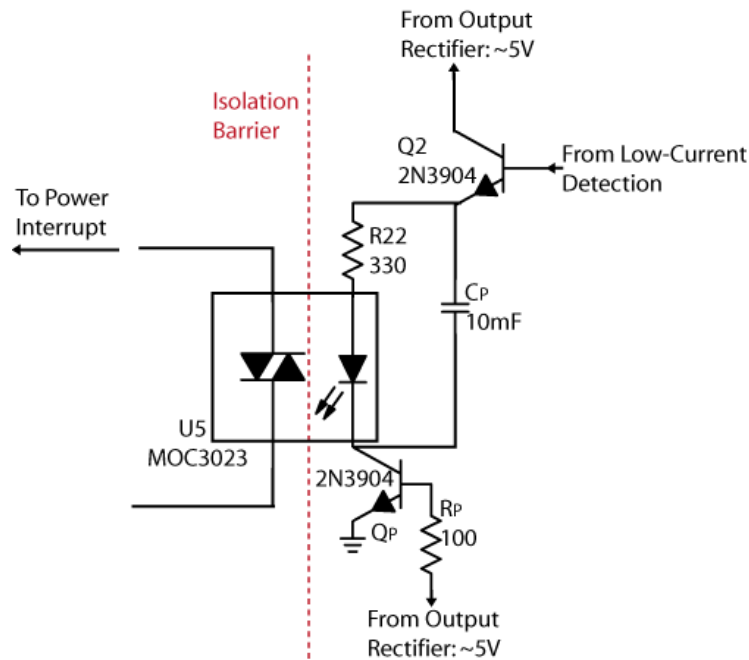 From Output
Rectifier: ~5V
Isolation
Barrier
Q2
2N3904
From Low-Current
Detection
To Power
Interrupt
R22
330
CP
10mF
U5
MOC3023
2N3904
QP
RP
100
From Output
Rectifier: ~5V